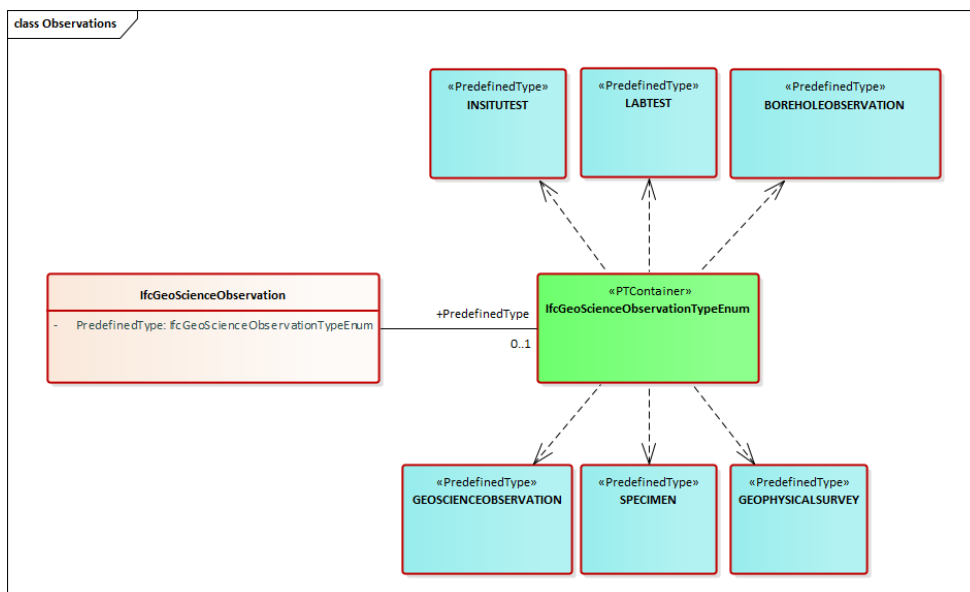 class Observations
«PredefinedType»
INSITUTEST
«PredefinedType»
LABTEST
«PredefinedType»
BOREHOLEOBSERVATION
IfcGeoScienceObservation
- PredefinedType: IfcGeoScienceObservationTypeEnum
+PredefinedType
0..1
«PTContainer»
IfcGeoScienceObservationTypeEnum
«PredefinedType»
GEOSCIENCEOBSERVATION
«PredefinedType»
SPECIMEN
«PredefinedType»
GEOPHYSICALSURVEY